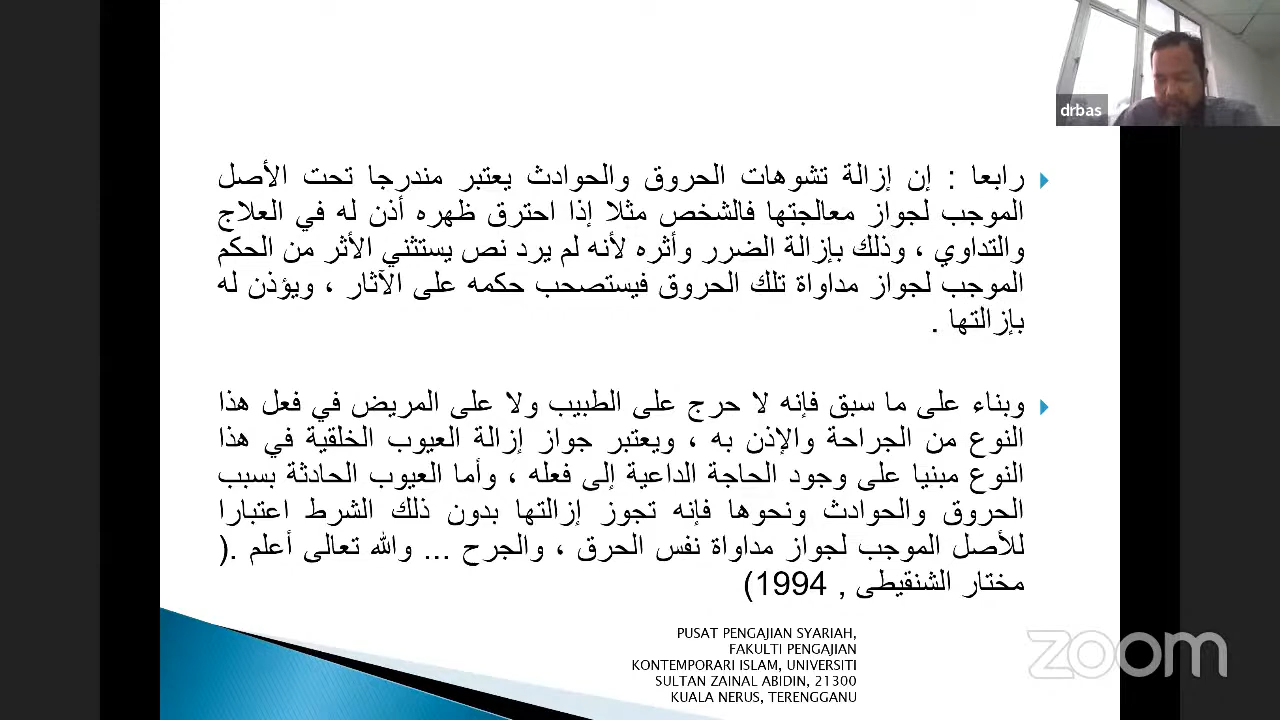 drbas
رابعا : إن إزالة تشوهات الحروق والحوادث يعتبر مندرجا تحت الأصل
الموجب لجواز معالجتها فالشخص مثلا إذا احترق ظهره أذن له في العلاج
والتداوي ، وذلك بإزالة الضرر وأثره لأنه لم يرد نص يستثني الأثر من الحكم
الموجب لجواز مداواة تلك الحروق فيستصحب حكمه على الآثار ، ويؤذن له
بإزالتها .
وبناء على ما سبق فإنه لا حرج على الطبيب ولا على المريض في فعل هذا
النوع من الجراحة والإذن به ، ويعتبر جواز إزالة العيوب الخلقية في هذا
النوع مبنيا على وجود الحاجة الداعية إلى فعله ، وأما العيوب الحادثة بسبب
الحروق والحوادث ونحوها فإنه تجوز إزالتها بدون ذلك الشرط اعتبارا
للأصل الموجب لجواز مداواة نفس الحرق ، والجرح ... والله تعالى أعلم .(
مختار الشنقيطى , 1994)
PUSAT PENGAJIAN SYARIAH,
FAKULTI PENGAJIAN
KONTEMPORARI ISLAM, UNIVERSITI
SULTAN ZAINAL ABIDIN, 21300
KUALA NERUS, TERENGGANU
zoom